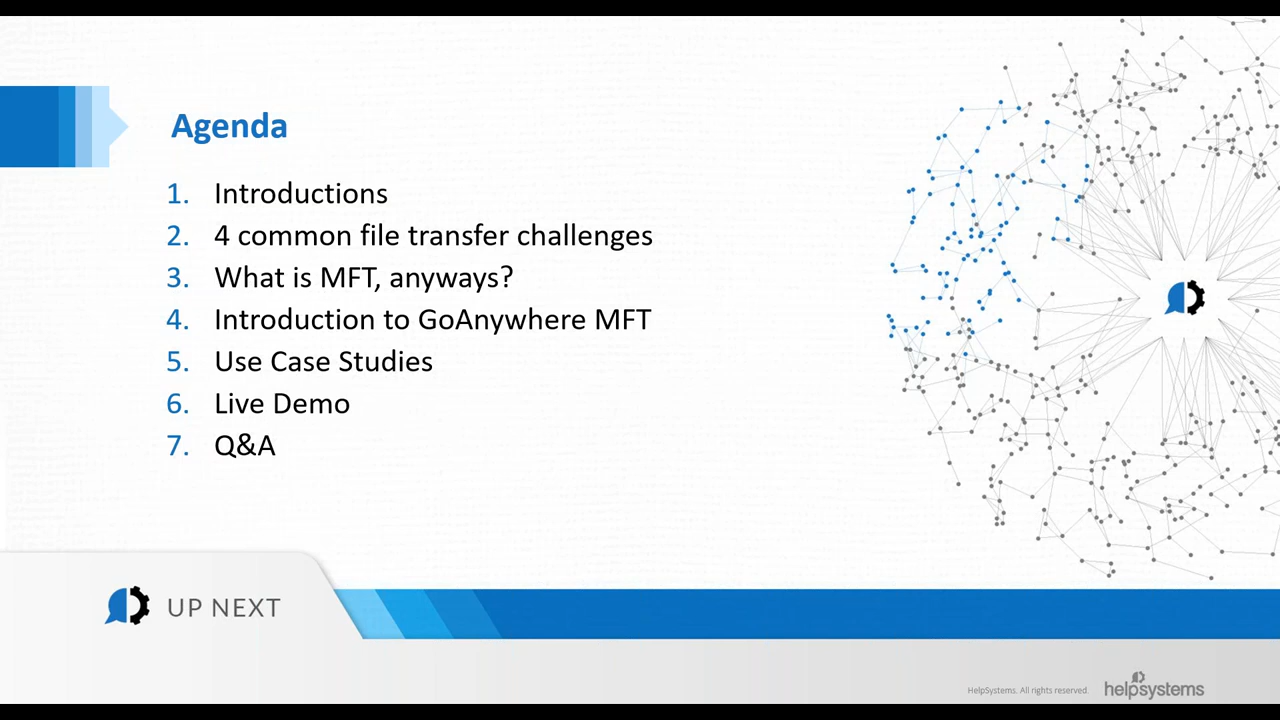 Agenda
1. Introductions
2. 4 common file transfer challenges
3. What is MFT, anyways?
4. Introduction to GoAnywhere MFT
5. Use Case Studies
6. Live Demo
7. Q&A
UP NEXT
HelpSystems. All rights reserved.
helpsystems